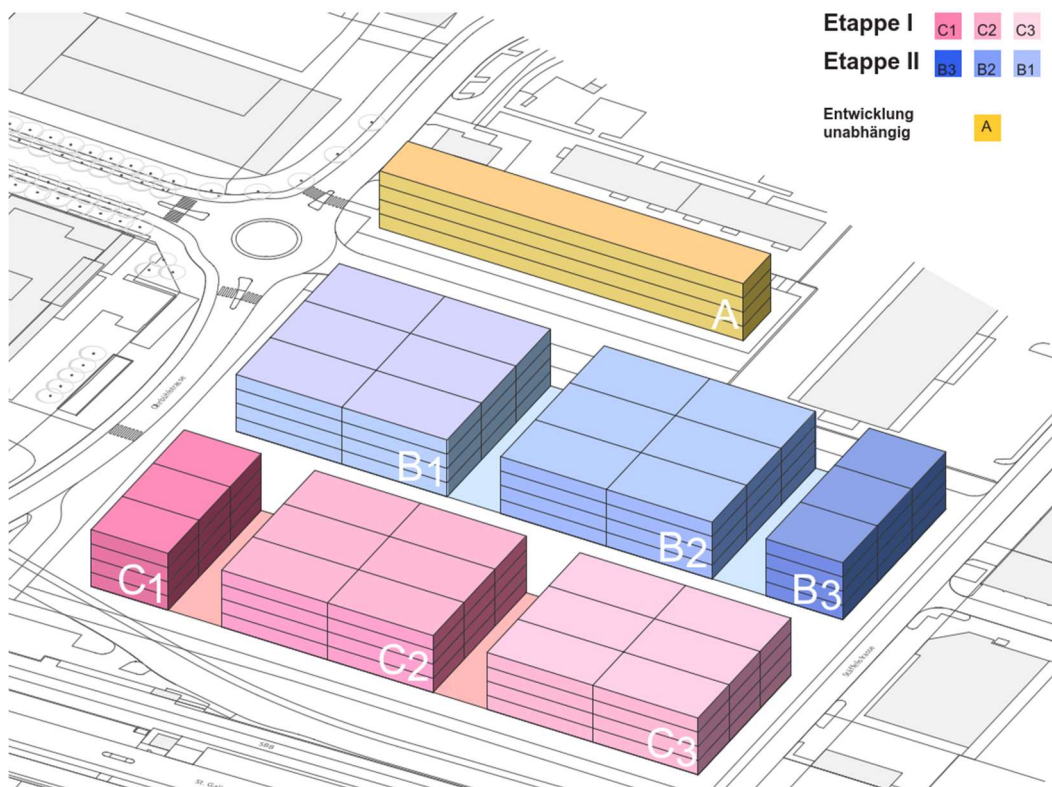 Etappe I C1 C2 C3
Etappe II B3 B2 B1
Entwicklung
unabhängig A
A
B1
B2
B3
C1
C2
C3
SBB